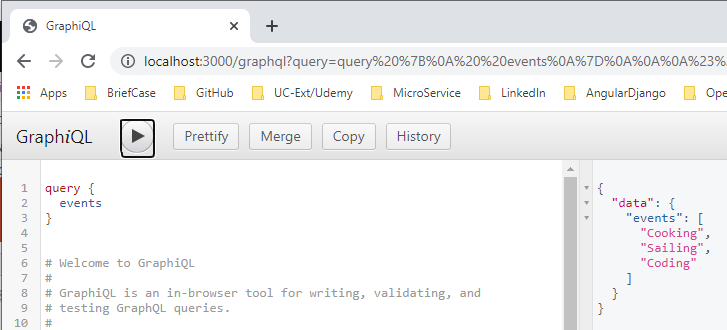 GraphiQL
localhost:3000/graphql?query=query%20%7B%0A%20%20events%0A%7D%0A%0A%0A%23%
Apps BriefCase GitHub UC-Ext/Udemy MicroService LinkedIn AngularDjango Ope
GraphiQL Prettify Merge Copy History
1 query {
2 events
3 }
4
5
6 # Welcome to GraphiQL
7 #
8 # GraphiQL is an in-browser tool for writing, validating, and
9 # testing GraphQL queries.
10 #
{
"data": {
"events": [
"Cooking",
"Sailing",
"Coding"
]
}
}